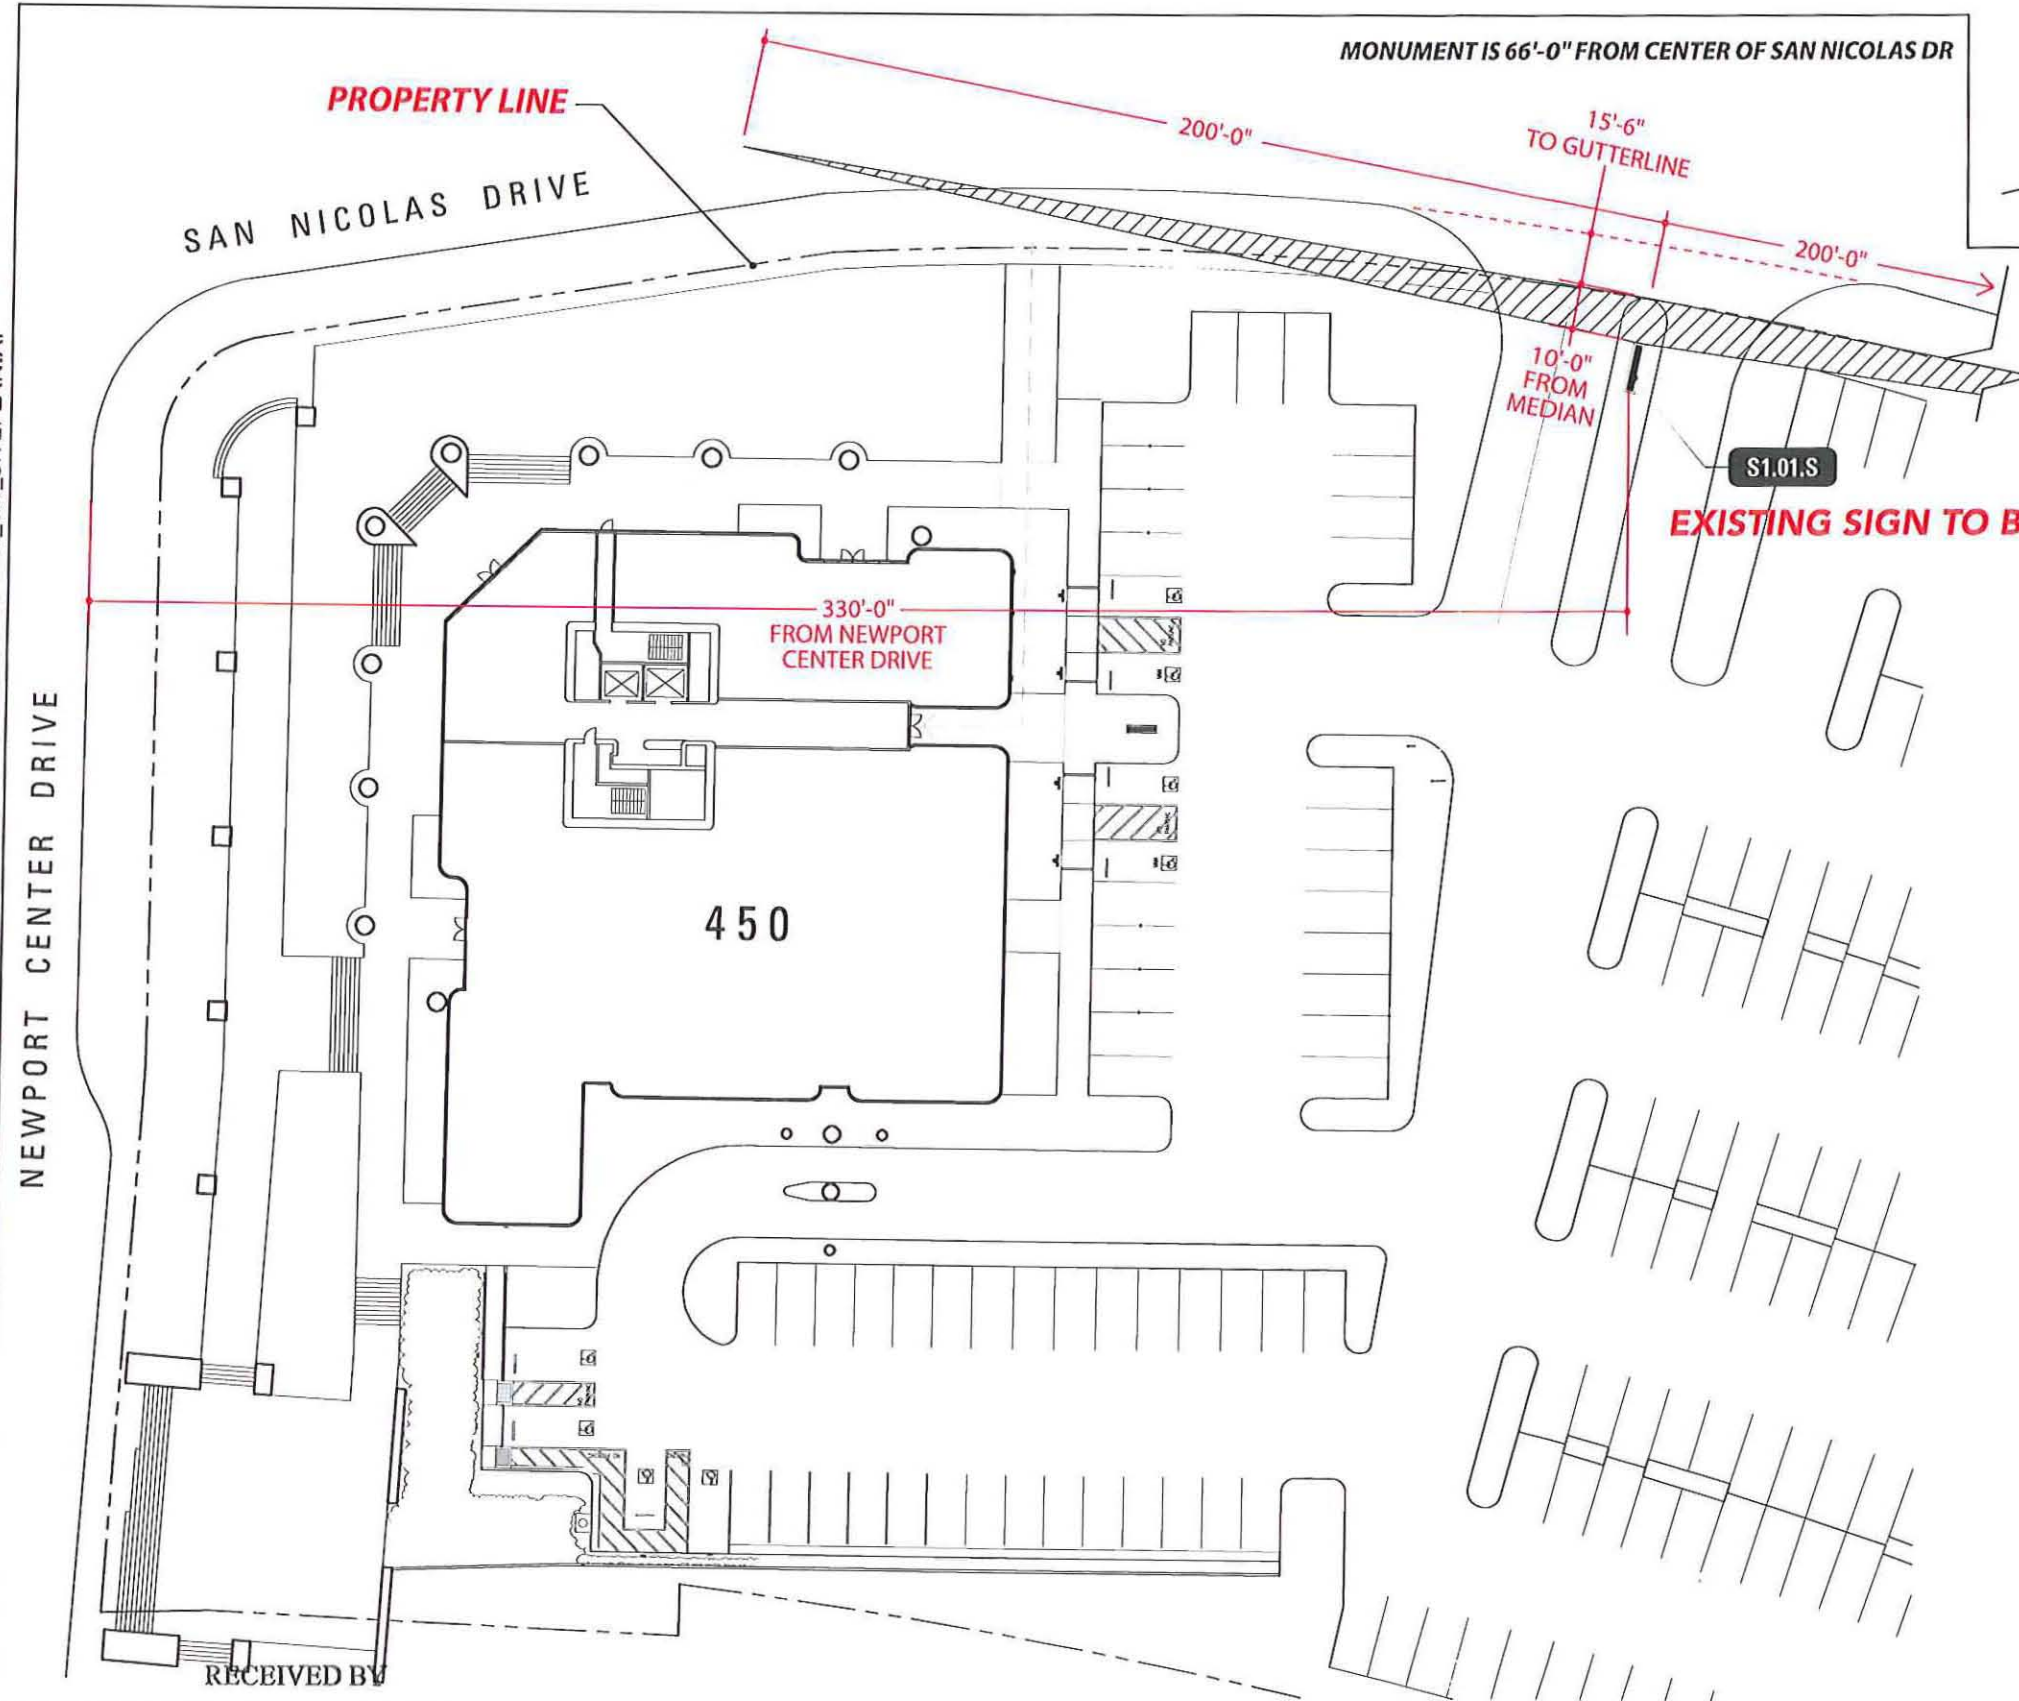 MONUMENT IS 66'-0" FROM CENTER OF SAN NICOLAS DR
PROPERTY LINE
200'-0"
15'-6"
TO GUTTERLINE
SAN NICOLAS DRIVE
200'-0"
10'-0"
FROM
MEDIAN
S1.01.S
EXISTING SIGN TO B
330'-0"
FROM NEWPORT
CENTER DRIVE
NEWPORT CENTER DRIVE
450
RECEIVED BY